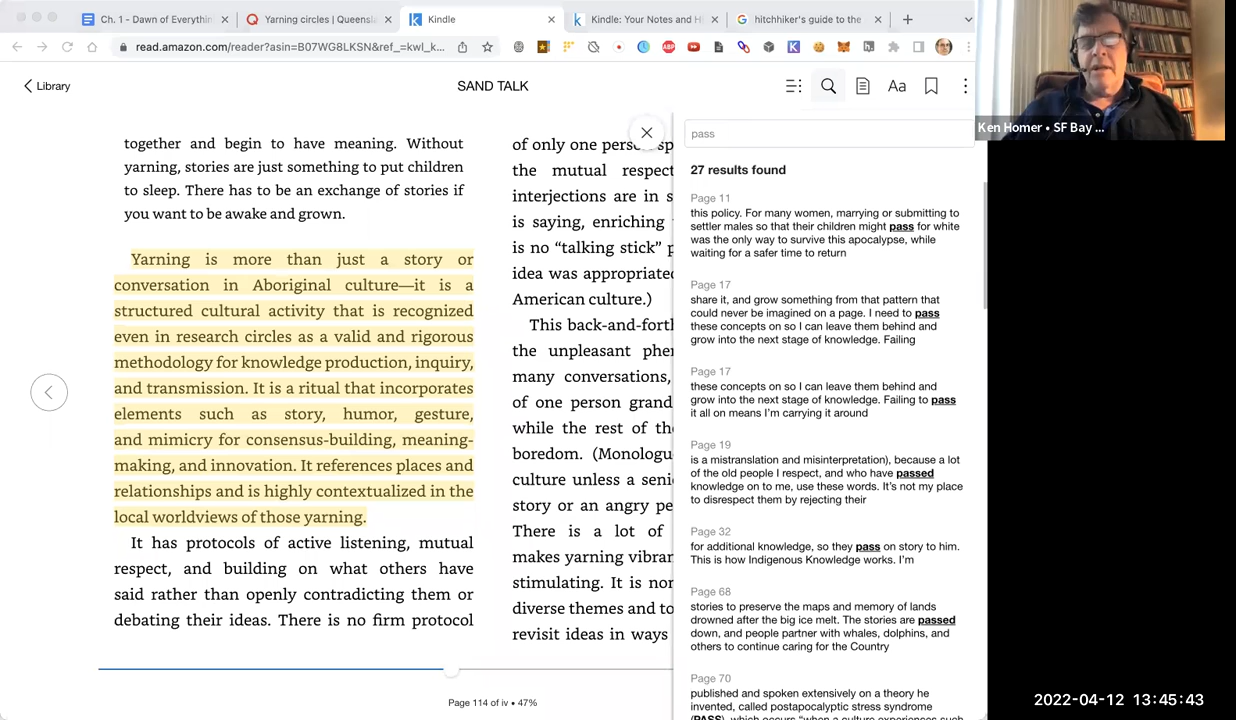 Ch. 1 - Dawn of Everythin
Yarning circles | Queensla
Kindle
Kindle: Your Notes and Hi
hitchhiker's guide to the
read.amazon.com/reader?asin=B07WG8LKSN&ref_=kwl_k...
Library
SAND TALK
Aa
together and begin to have meaning. Without
yarning, stories are just something to put children
to sleep. There has to be an exchange of stories if
you want to be awake and grown.
Yarning is more than just a story or
conversation in Aboriginal culture—it is a
structured cultural activity that is recognized
even in research circles as a valid and rigorous
methodology for knowledge production, inquiry,
and transmission. It is a ritual that incorporates
elements such as story, humor, gesture,
and mimicry for consensus-building, meaning-
making, and innovation. It references places and
relationships and is highly contextualized in the
local worldviews of those yarning.
It has protocols of active listening, mutual
respect, and building on what others have
said rather than openly contradicting them or
debating their ideas. There is no firm protocol
of only one person sp
the mutual respect
interjections are in s
is saying, enriching
is no “talking stick” p
idea was appropriated
American culture.)
This back-and-forth
the unpleasant phen
many conversations,
of one person grand
while the rest of the
boredom. (Monologu
culture unless a seni
story or an angry pe
There is a lot of
makes yarning vibran
stimulating. It is non
diverse themes and to
revisit ideas in ways
Page 114 of iv • 47%
pass
27 results found
Page 11
this policy. For many women, marrying or submitting to
settler males so that their children might pass for white
was the only way to survive this apocalypse, while
waiting for a safer time to return
Page 17
share it, and grow something from that pattern that
could never be imagined on a page. I need to pass
these concepts on so I can leave them behind and
grow into the next stage of knowledge. Failing
Page 17
these concepts on so I can leave them behind and
grow into the next stage of knowledge. Failing to pass
it all on means I’m carrying it around
Page 19
is a mistranslation and misinterpretation), because a lot
of the old people I respect, and who have passed
knowledge on to me, use these words. It’s not my place
to disrespect them by rejecting their
Page 32
for additional knowledge, so they pass on story to him.
This is how Indigenous Knowledge works. I’m
Page 68
stories to preserve the maps and memory of lands
drowned after the big ice melt. The stories are passed
down, and people partner with whales, dolphins, and
others to continue caring for the Country
Page 70
published and spoken extensively on a theory he
invented, called postapocalyptic stress syndrome
(PASS), which occurs “when a culture experiences such
Ken Homer • SF Bay ...
2022-04-12 13:45:43